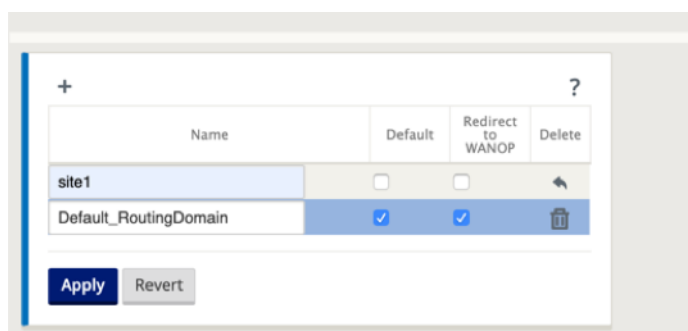 + ?
Name Default Redirect to WANOP Delete
site1
Default_RoutingDomain
Apply Revert